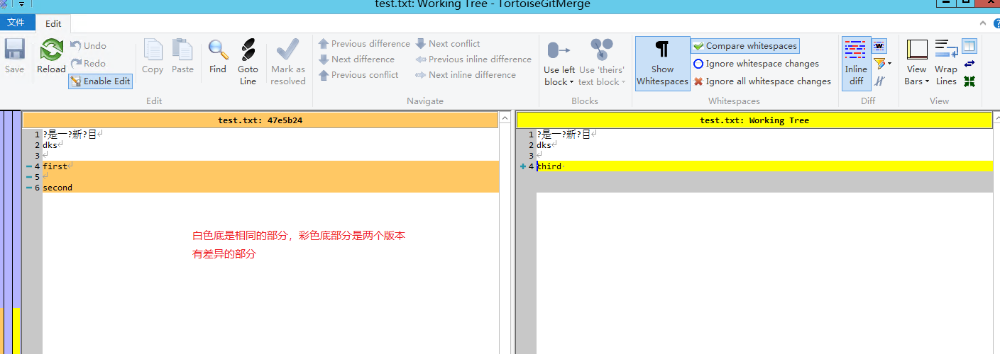 test.txt: Working Tree - TortoiseGitMerge
文件 Edit
Save
Reload
Undo
Redo
Enable Edit
Copy
Paste
Find
Goto
Line
Mark as
resolved
Edit
Previous difference
Next difference
Previous conflict
Next conflict
Previous inline difference
Next inline difference
Navigate
Use left
block
Use 'theirs'
text block
Blocks
Show
Whitespaces
Compare whitespaces
Ignore whitespace changes
Ignore all whitespace changes
Whitespaces
Inline
diff
Diff
View
Bars
Wrap
Lines
View
test.txt: 47e5b24
1 ?是一?新?目
2 dks
3
4 first
5
6 second
白色底是相同的部分，彩色底部分是两个版本
有差异的部分
test.txt: Working Tree
1 ?是一?新?目
2 dks
3
4 third